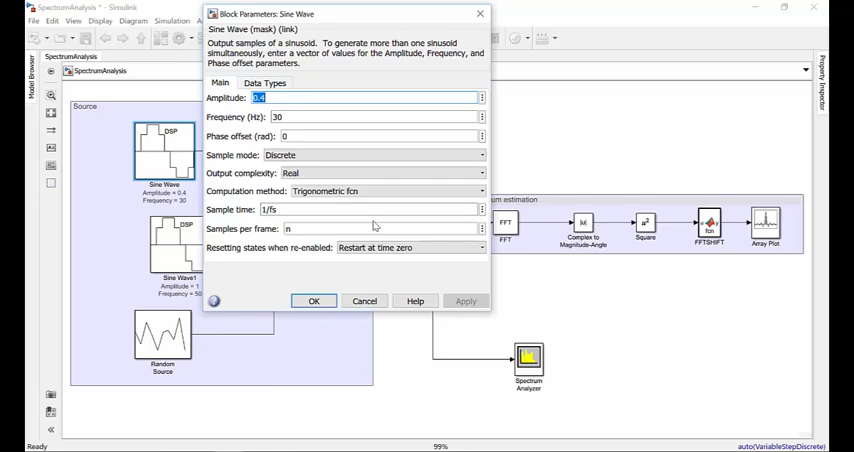 SpectrumAnalysis * - Simulink
File Edit View Display Diagram Simulation
SpectrumAnalysis
SpectrumAnalysis
Model Browser
Property Inspector
Block Parameters: Sine Wave
Sine Wave (mask) (link)
Output samples of a sinusoid. To generate more than one sinusoid
simultaneously, enter a vector of values for the Amplitude, Frequency, and
Phase offset parameters.
Main Data Types
Amplitude: 0.4
Frequency (Hz): 30
Phase offset (rad): 0
Sample mode: Discrete
Output complexity: Real
Computation method: Trigonometric fcn
Sample time: 1/fs
Samples per frame: n
Resetting states when re-enabled: Restart at time zero
OK Cancel Help Apply
Source
DSP
Sine Wave
Amplitude = 0.4
Frequency = 30
DSP
Sine Wave1
Amplitude = 1
Frequency = 50
Random
Source
um estimation
FFT
FFT
|u|
Complex to
Magnitude-Angle
a²
Square
fcn
FFTSHIFT
Array Plot
Spectrum
Analyzer
Ready 99% auto(VariableStepDiscrete)